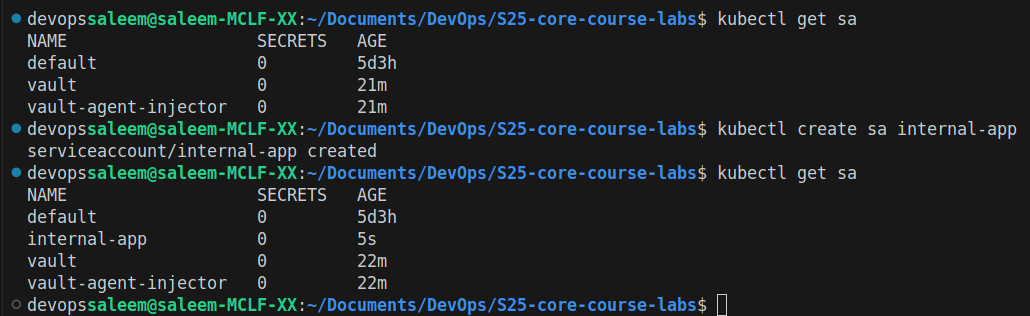 devopssaleem@saleem-MCLF-XX:~/Documents/DevOps/S25-core-course-labs$ kubectl get sa
NAME                   SECRETS   AGE
default                0         5d3h
vault                  0         21m
vault-agent-injector   0         21m
devopssaleem@saleem-MCLF-XX:~/Documents/DevOps/S25-core-course-labs$ kubectl create sa internal-app
serviceaccount/internal-app created
devopssaleem@saleem-MCLF-XX:~/Documents/DevOps/S25-core-course-labs$ kubectl get sa
NAME                   SECRETS   AGE
default                0         5d3h
internal-app           0         5s
vault                  0         22m
vault-agent-injector   0         22m
devopssaleem@saleem-MCLF-XX:~/Documents/DevOps/S25-core-course-labs$